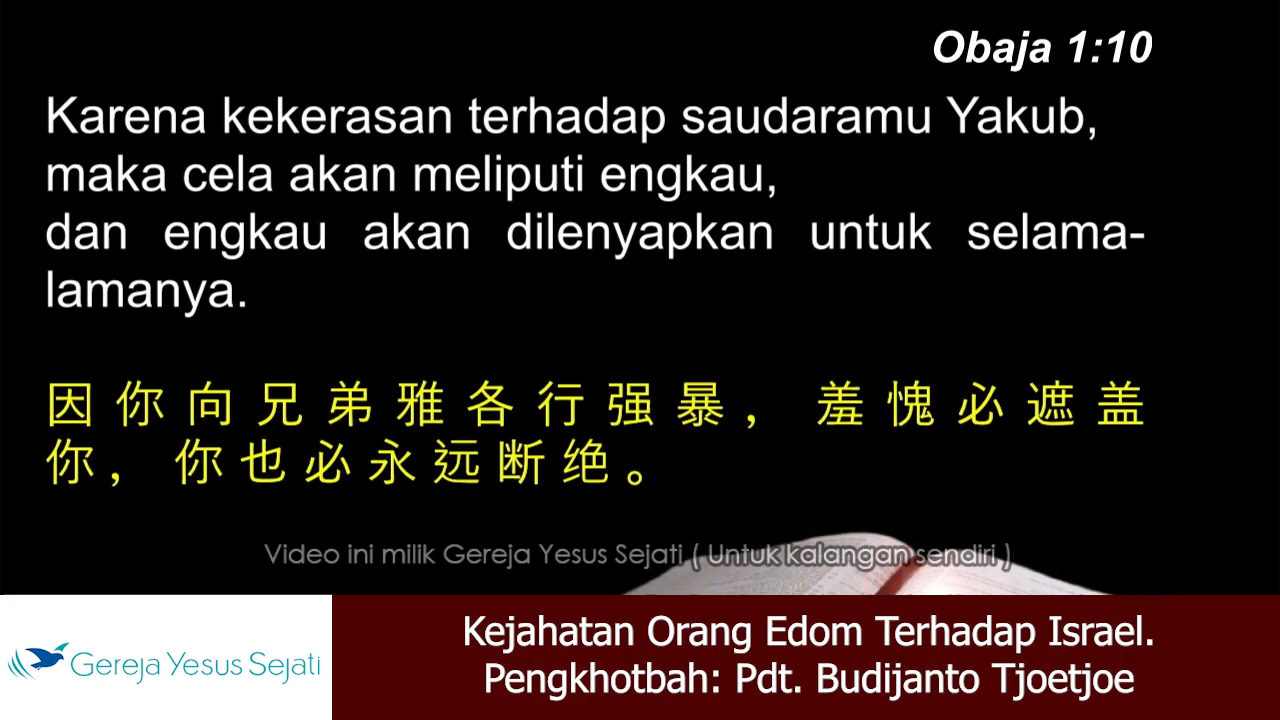 Obaja 1:10
Karena kekerasan terhadap saudaramu Yakub,
maka cela akan meliputi engkau,
dan engkau akan dilenyapkan untuk selama-
lamanya.
因你向兄弟雅各行强暴，羞愧必遮盖
你，你也必永远断绝。
Video ini milik Gereja Yesus Sejati ( Untuk kalangan sendiri )
Gereja Yesus Sejati
Kejahatan Orang Edom Terhadap Israel.
Pengkhotbah: Pdt. Budijanto Tjoetjoe